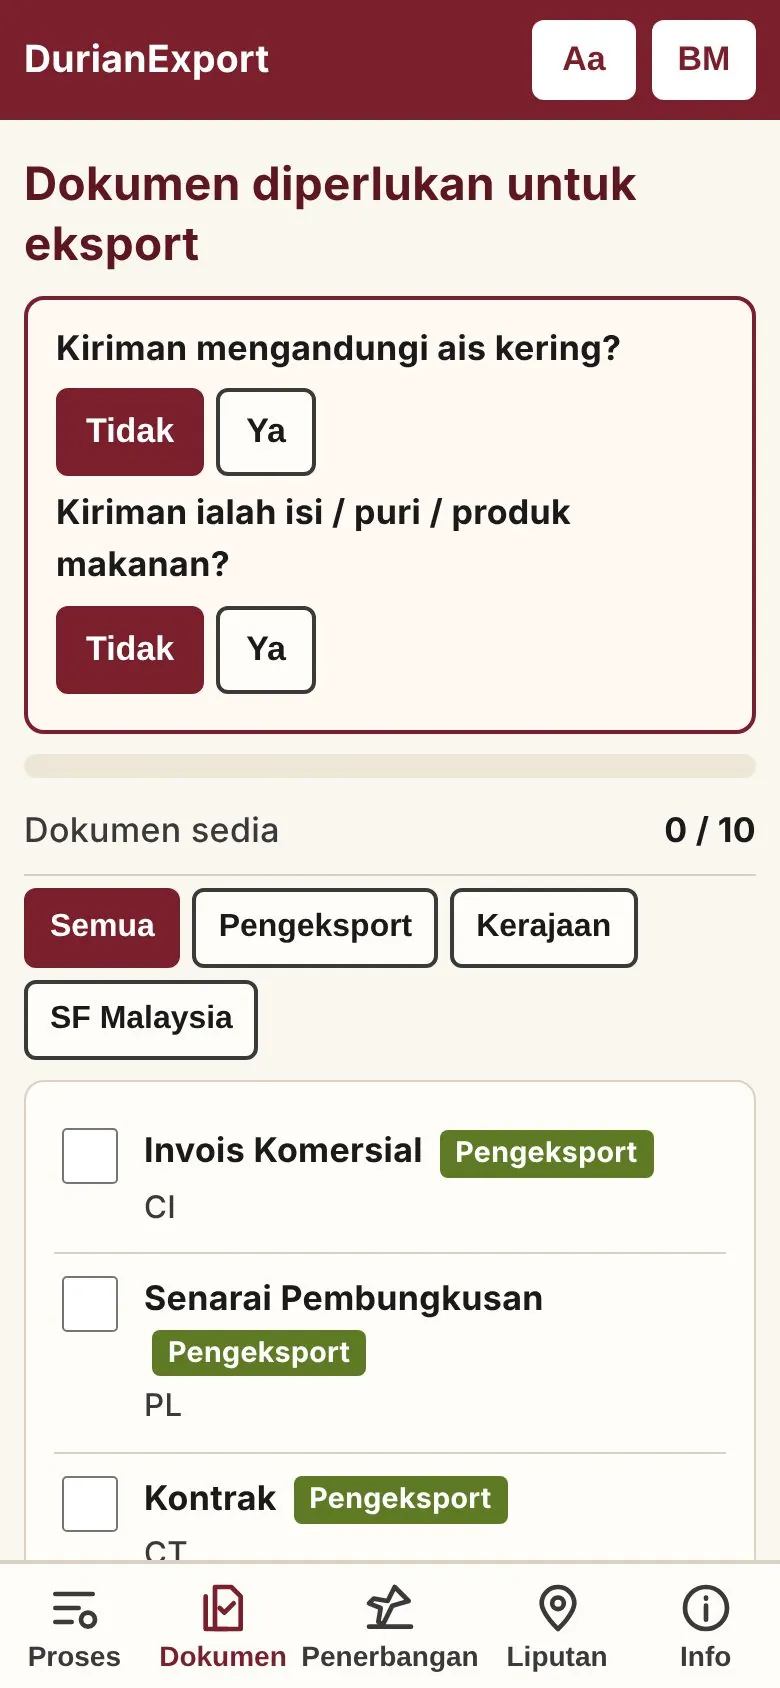 DurianExport
Aa
BM
Dokumen diperlukan untuk
eksport
Kiriman mengandungi ais kering?
Tidak
Ya
Kiriman ialah isi / puri / produk
makanan?
Tidak
Ya
Dokumen sedia
0 / 10
Semua
Pengeksport
Kerajaan
SF Malaysia
Invois Komersial
Pengeksport
CI
Senarai Pembungkusan
Pengeksport
PL
Kontrak
Pengeksport
CT
Proses
Dokumen
Penerbangan
Liputan
Info